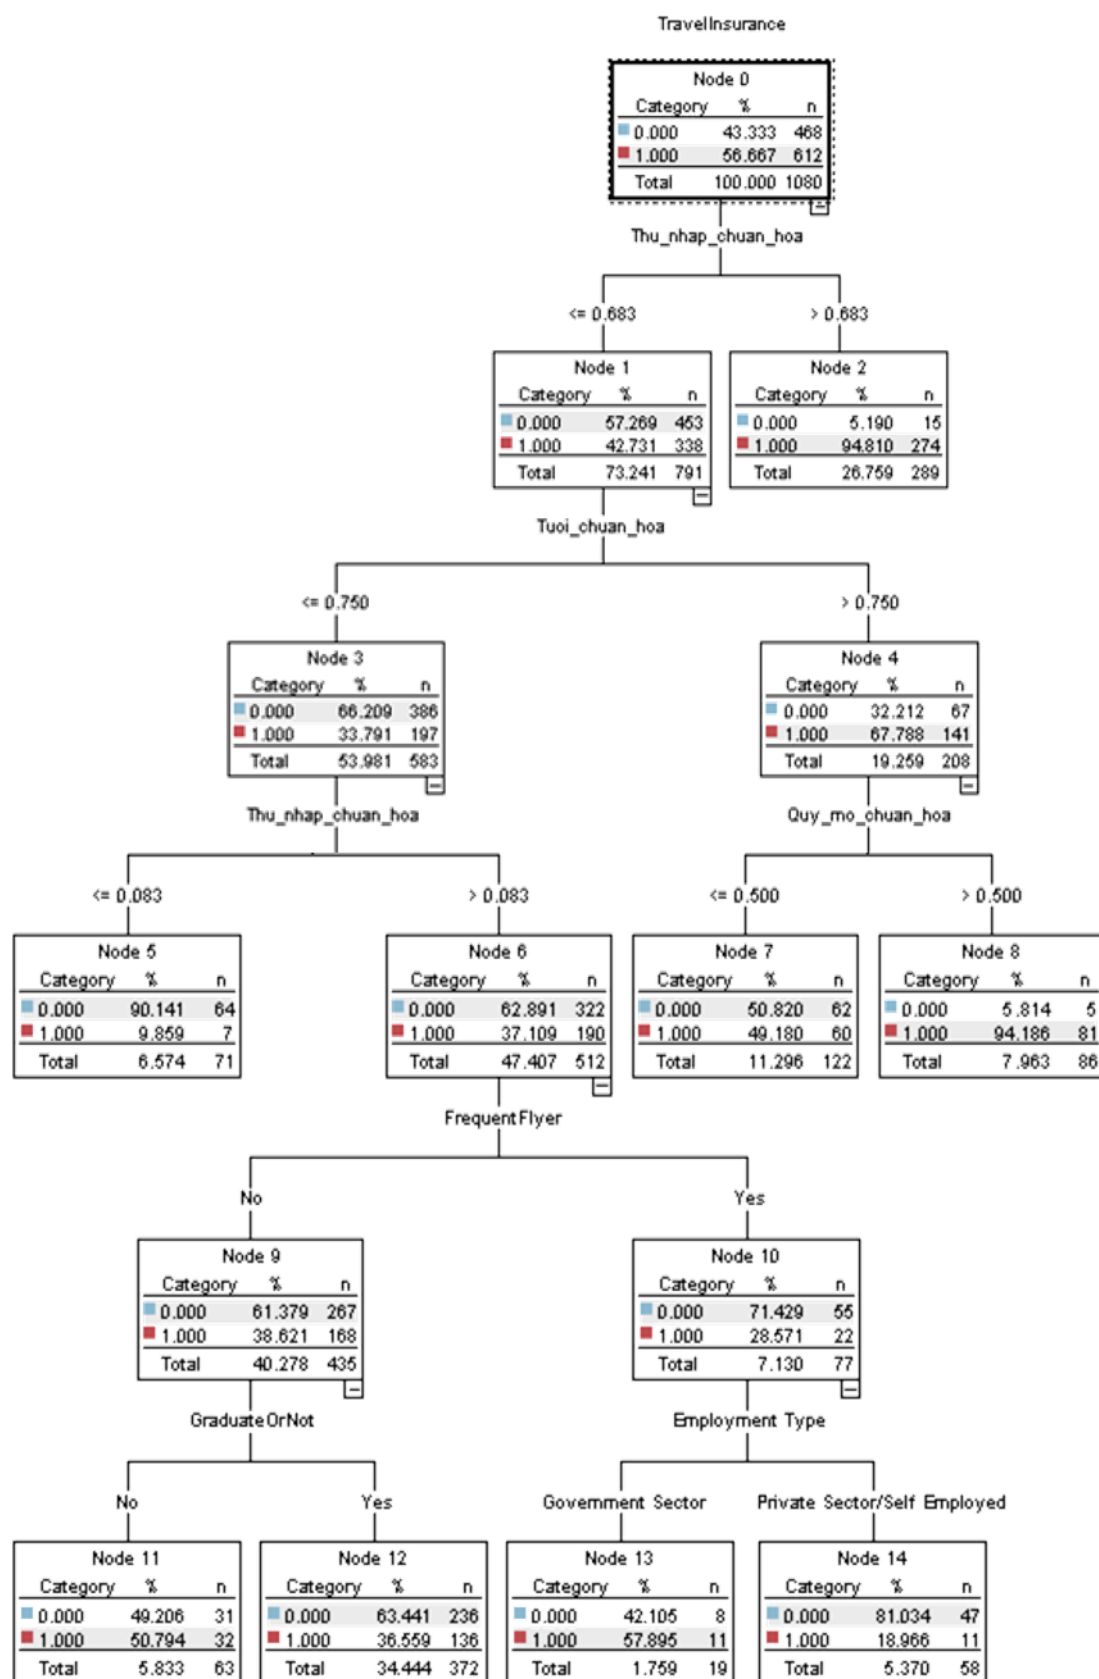 TravelInsurance
Node 0
Category % n
0.000 43.333 468
1.000 56.667 612
Total 100.000 1080
Thu_nhap_chuan_hoa
<= 0.683
> 0.683
Node 1
Category % n
0.000 57.269 453
1.000 42.731 338
Total 73.241 791
Node 2
Category % n
0.000 5.190 15
1.000 94.810 274
Total 26.759 289
Tuoi_chuan_hoa
<= 0.750
> 0.750
Node 3
Category % n
0.000 66.209 386
1.000 33.791 197
Total 53.981 583
Node 4
Category % n
0.000 32.212 67
1.000 67.788 141
Total 19.259 208
Thu_nhap_chuan_hoa
Quy_mo_chuan_hoa
<= 0.083
> 0.083
<= 0.500
> 0.500
Node 5
Category % n
0.000 90.141 64
1.000 9.859 7
Total 6.574 71
Node 6
Category % n
0.000 62.891 322
1.000 37.109 190
Total 47.407 512
Node 7
Category % n
0.000 50.820 62
1.000 49.180 60
Total 11.296 122
Node 8
Category % n
0.000 5.814 5
1.000 94.186 81
Total 7.963 86
FrequentFlyer
No
Yes
Node 9
Category % n
0.000 61.379 267
1.000 38.621 168
Total 40.278 435
Node 10
Category % n
0.000 71.429 55
1.000 28.571 22
Total 7.130 77
GraduateOrNot
Employment Type
No
Yes
Government Sector
Private Sector/Self Employed
Node 11
Category % n
0.000 49.206 31
1.000 50.794 32
Total 5.833 63
Node 12
Category % n
0.000 63.441 236
1.000 36.559 136
Total 34.444 372
Node 13
Category % n
0.000 42.105 8
1.000 57.895 11
Total 1.759 19
Node 14
Category % n
0.000 81.034 47
1.000 18.966 11
Total 5.370 58